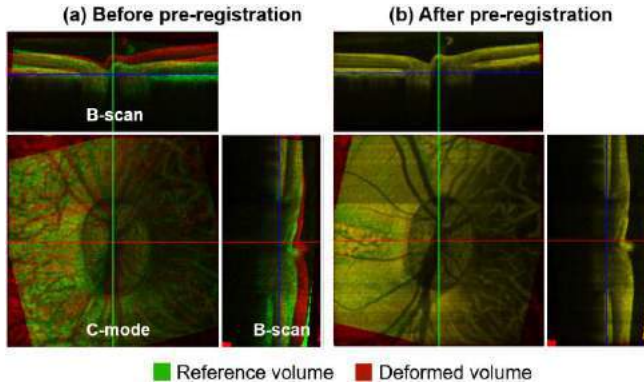 (a) Before pre-registration
(b) After pre-registration
B-scan
C-mode
B-scan
Reference volume
Deformed volume